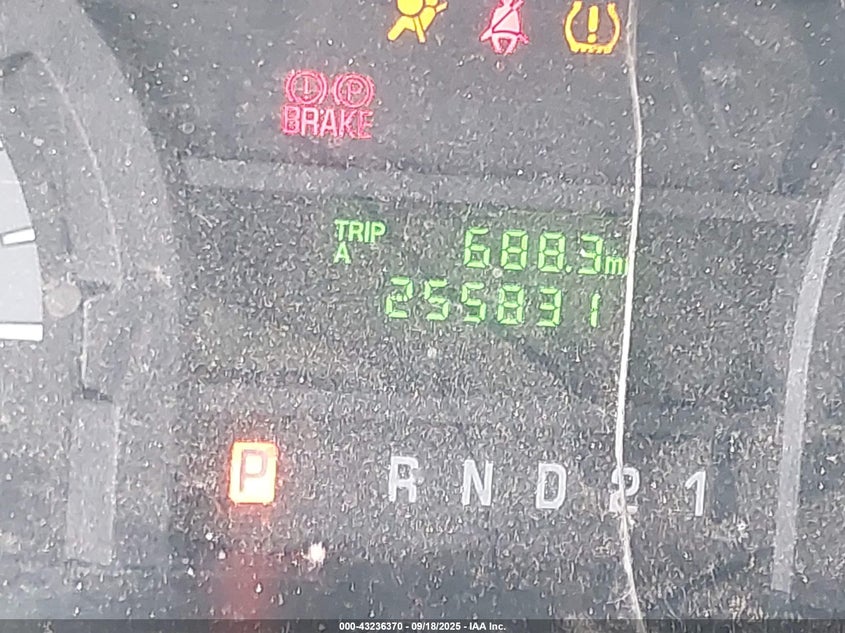 BRAKE
TRIP 688.3mi
A
255831
P R N D 2 1
000-43236370 - 09/18/2025 - IAA Inc.